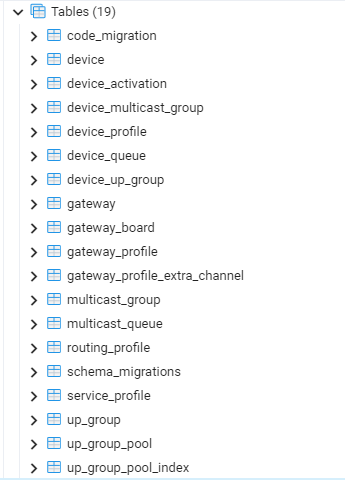 Tables (19)
code_migration
device
device_activation
device_multicast_group
device_profile
device_queue
device_up_group
gateway
gateway_board
gateway_profile
gateway_profile_extra_channel
multicast_group
multicast_queue
routing_profile
schema_migrations
service_profile
up_group
up_group_pool
up_group_pool_index